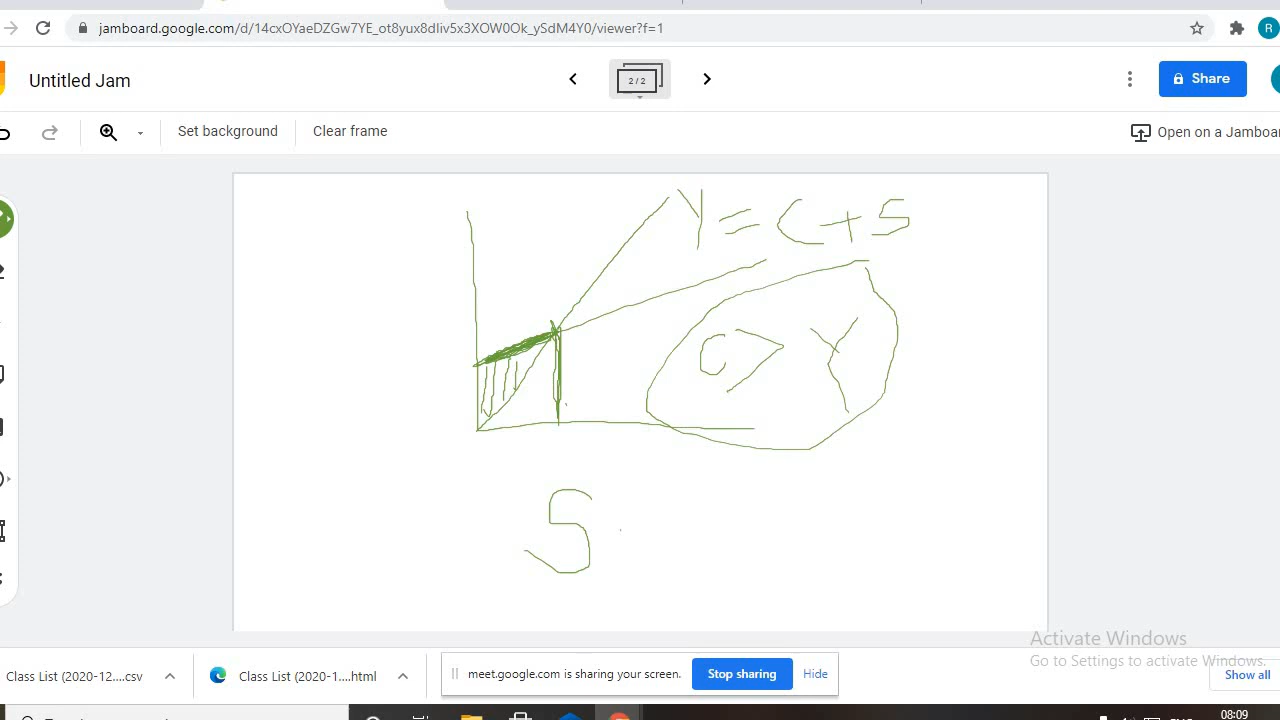 jamboard.google.com/d/14cxOYaeDZGw7YE_ot8yux8dIiv5x3XOW0Ok_ySdM4Y0/viewer?f=1
R
Untitled Jam
2 / 2
Share
Set background
Clear frame
Open on a Jamboar
Y = C + S
C > Y
S
Activate Windows
Go to Settings to activate Windows.
Class List (2020-12....csv
Class List (2020-1....html
meet.google.com is sharing your screen.
Stop sharing
Hide
Show all
08:09